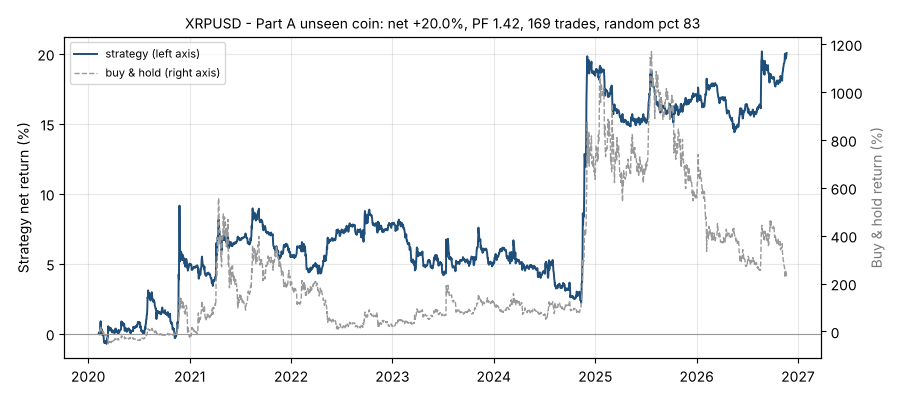 XRPUSD - Part A unseen coin: net +20.0%, PF 1.42, 169 trades, random pct 83
strategy (left axis)
buy & hold (right axis)
Strategy net return (%)
20
15
10
5
0
1200
1000
800
600
400
200
0
Buy & hold return (%)
2020 2021 2022 2023 2024 2025 2026 2027